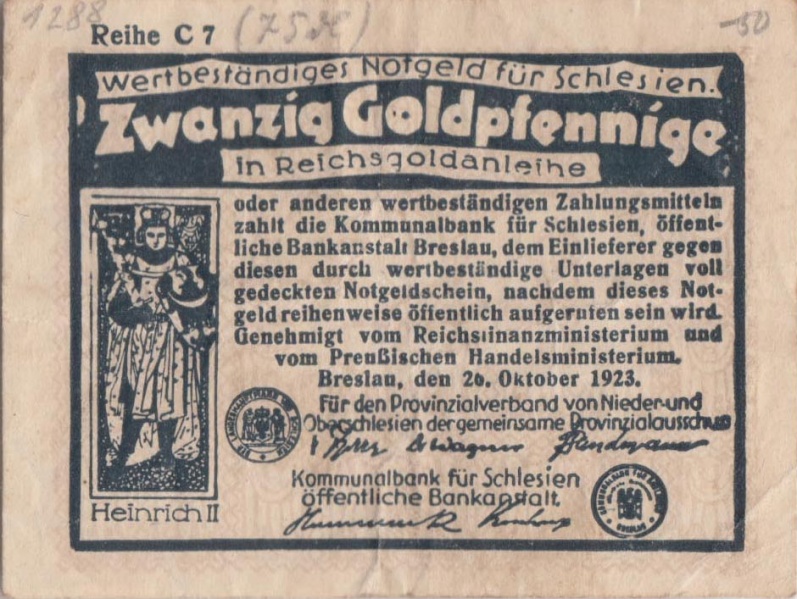 1288
Reihe C 7 (75
-50
Wertbeständiges Notgeld für Schlesien.
Zwanzig Goldpfennige
in Reichsgoldanleihe
oder anderen wertbeständigen Zahlungsmitteln
zahlt die Kommunalbank für Schlesien, öffent-
liche Bankanstalt Breslau, dem Einlieferer gegen
diesen durch wertbeständige Unterlagen voll
gedeckten Notgeldschein, nachdem dieses Not-
geld reihenweise öffentlich aufgerufen sein wird.
Genehmigt vom Reichsfinanzministerium und
vom Preußischen Handelsministerium.
Breslau, den 26. Oktober 1923.
Für den Provinzialverband von Nieder-und
Oberschlesien der gemeinsame Provinzialausschuss
Kommunalbank für Schlesien
öffentliche Bankanstalt.
Heinrich II